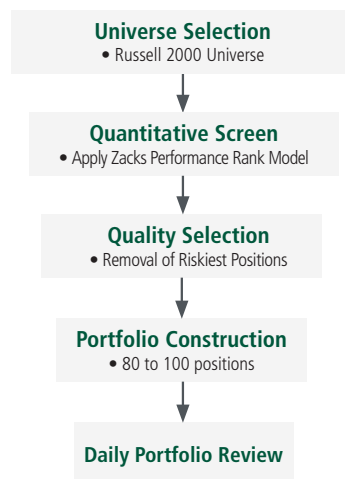 Universe Selection
• Russell 2000 Universe
Quantitative Screen
• Apply Zacks Performance Rank Model
Quality Selection
• Removal of Riskiest Positions
Portfolio Construction
• 80 to 100 positions
Daily Portfolio Review